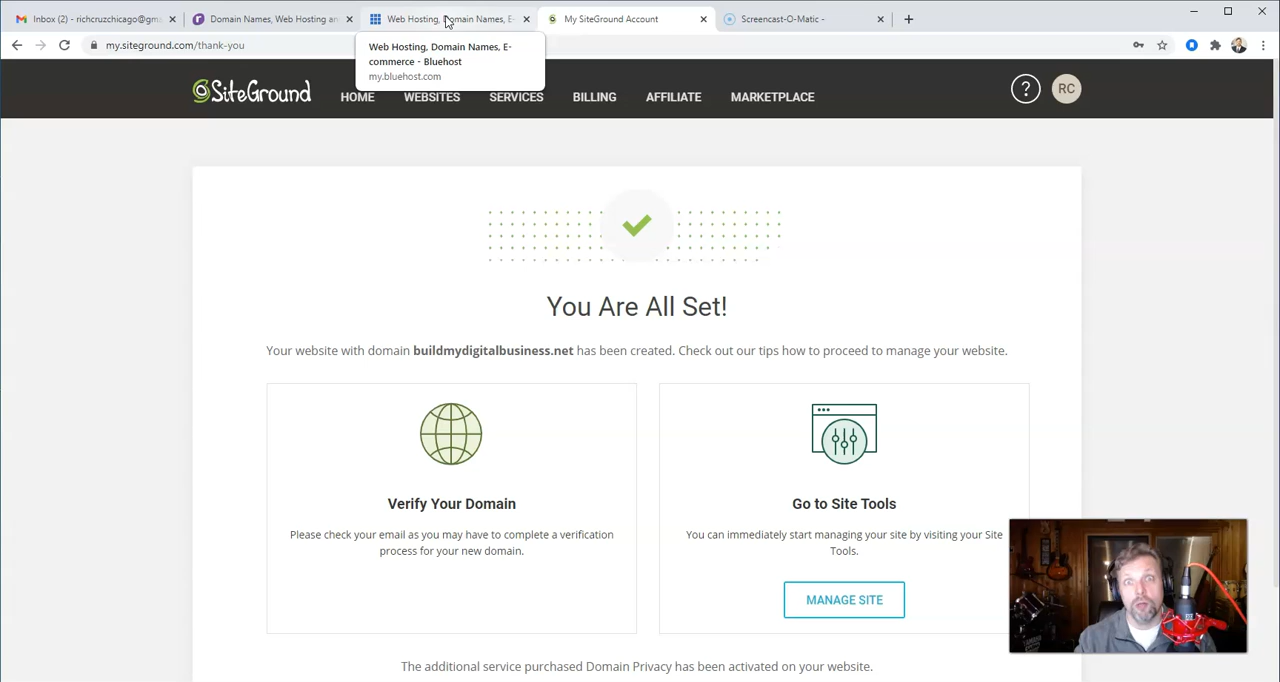 Inbox (2) - richcruzchicago@gma
Domain Names, Web Hosting an
Web Hosting, Domain Names, E-
My SiteGround Account
Screencast-O-Matic -
my.siteground.com/thank-you
Web Hosting, Domain Names, E-
commerce - Bluehost
my.bluehost.com
SiteGround
HOME WEBSITES SERVICES BILLING AFFILIATE MARKETPLACE
? RC
You Are All Set!
Your website with domain buildmydigitalbusiness.net has been created. Check out our tips how to proceed to manage your website.
Verify Your Domain
Please check your email as you may have to complete a verification
process for your new domain.
Go to Site Tools
You can immediately start managing your site by visiting your Site
Tools.
MANAGE SITE
The additional service purchased Domain Privacy has been activated on your website.